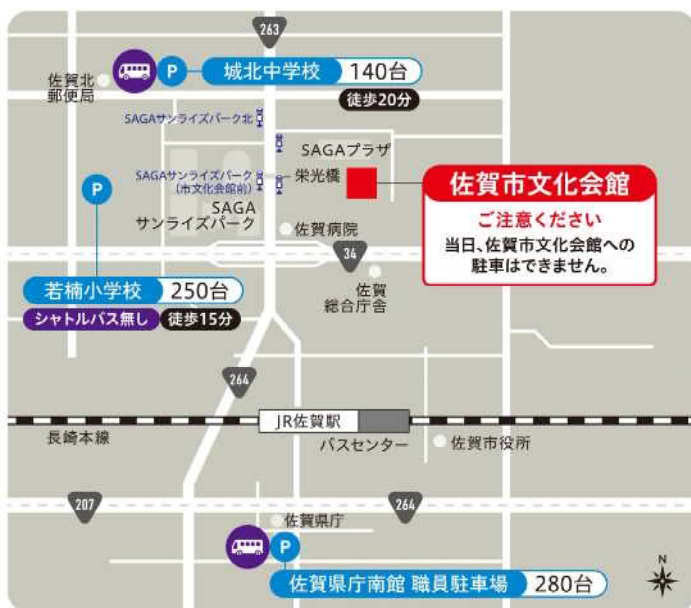 263
P
城北中学校 140台
徒歩20分
佐賀北
郵便局
SAGAサンライズパーク北
SAGAプラザ
SAGAサンライズパーク
(市文化会館前)
栄光橋
P
SAGA
サンライズパーク
佐賀病院
佐賀市文化会館
ご注意ください
当日、佐賀市文化会館への
駐車はできません。
34
佐賀
総合庁舎
若楠小学校 250台
シャトルバス無し 徒歩15分
264
JR佐賀駅
長崎本線
バスセンター
佐賀市役所
207
264
佐賀県庁
P
佐賀県庁南館 職員駐車場 280台
N